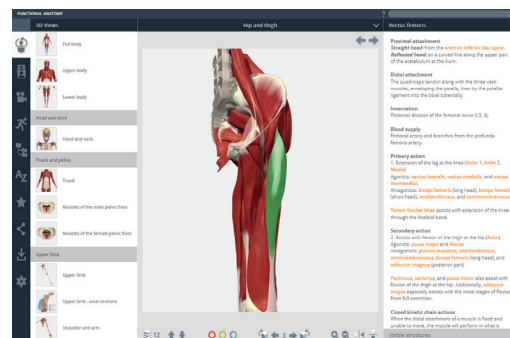 FUNCTIONAL ANATOMY
?
3D Views
Hip and thigh
Rectus femoris
Full body
Upper body
Lower body
Head and neck
Head and neck
Trunk and pelvis
Trunk
Muscles of the male pelvic floor
Muscles of the female pelvic floor
Upper limb
Upper limb
Upper limb - axial sections
Shoulder and arm
AZ
12
3
Proximal attachment
Straight head from the anterior inferior iliac spine.
Reflected head on a curved line along the upper part
of the acetabulum at the ilium.
Distal attachment
The quadriceps tendon along with the three vasti
muscles, enveloping the patella, then by the patellar
ligament into the tibial tuberosity.
Innervation
Posterior division of the femoral nerve (L3, 4).
Blood supply
Femoral artery and branches from the profunda
femoris artery.
Primary action
1. Extension of the leg at the knee (Anim 1, Anim 2,
Movie)
Agonists: vastus lateralis, vastus medialis, and vastus
intermedius
Antagonists: biceps femoris (long head), biceps femoris
(short head), semitendinosus, and semimembranosus
Tensor fasciae latae assists with extension of the knee
through the iliotibial band.
Secondary action
2. Assists with flexion of the thigh at the hip (Anim)
Agonists: psoas major and iliacus
Antagonists: gluteus maximus, semitendinosus,
semimembranosus, biceps femoris (long head), and
adductor magnus (posterior part)
Pectineus, sartorius, and psoas minor also assist with
flexion of the thigh at the hip. Additionally, adductor
longus especially assists with the initial stages of flexion
from full extension.
Closed kinetic chain actions
When the distal attachment of a muscle is fixed and
unable to move, the muscle will perform in what is
Visible structures